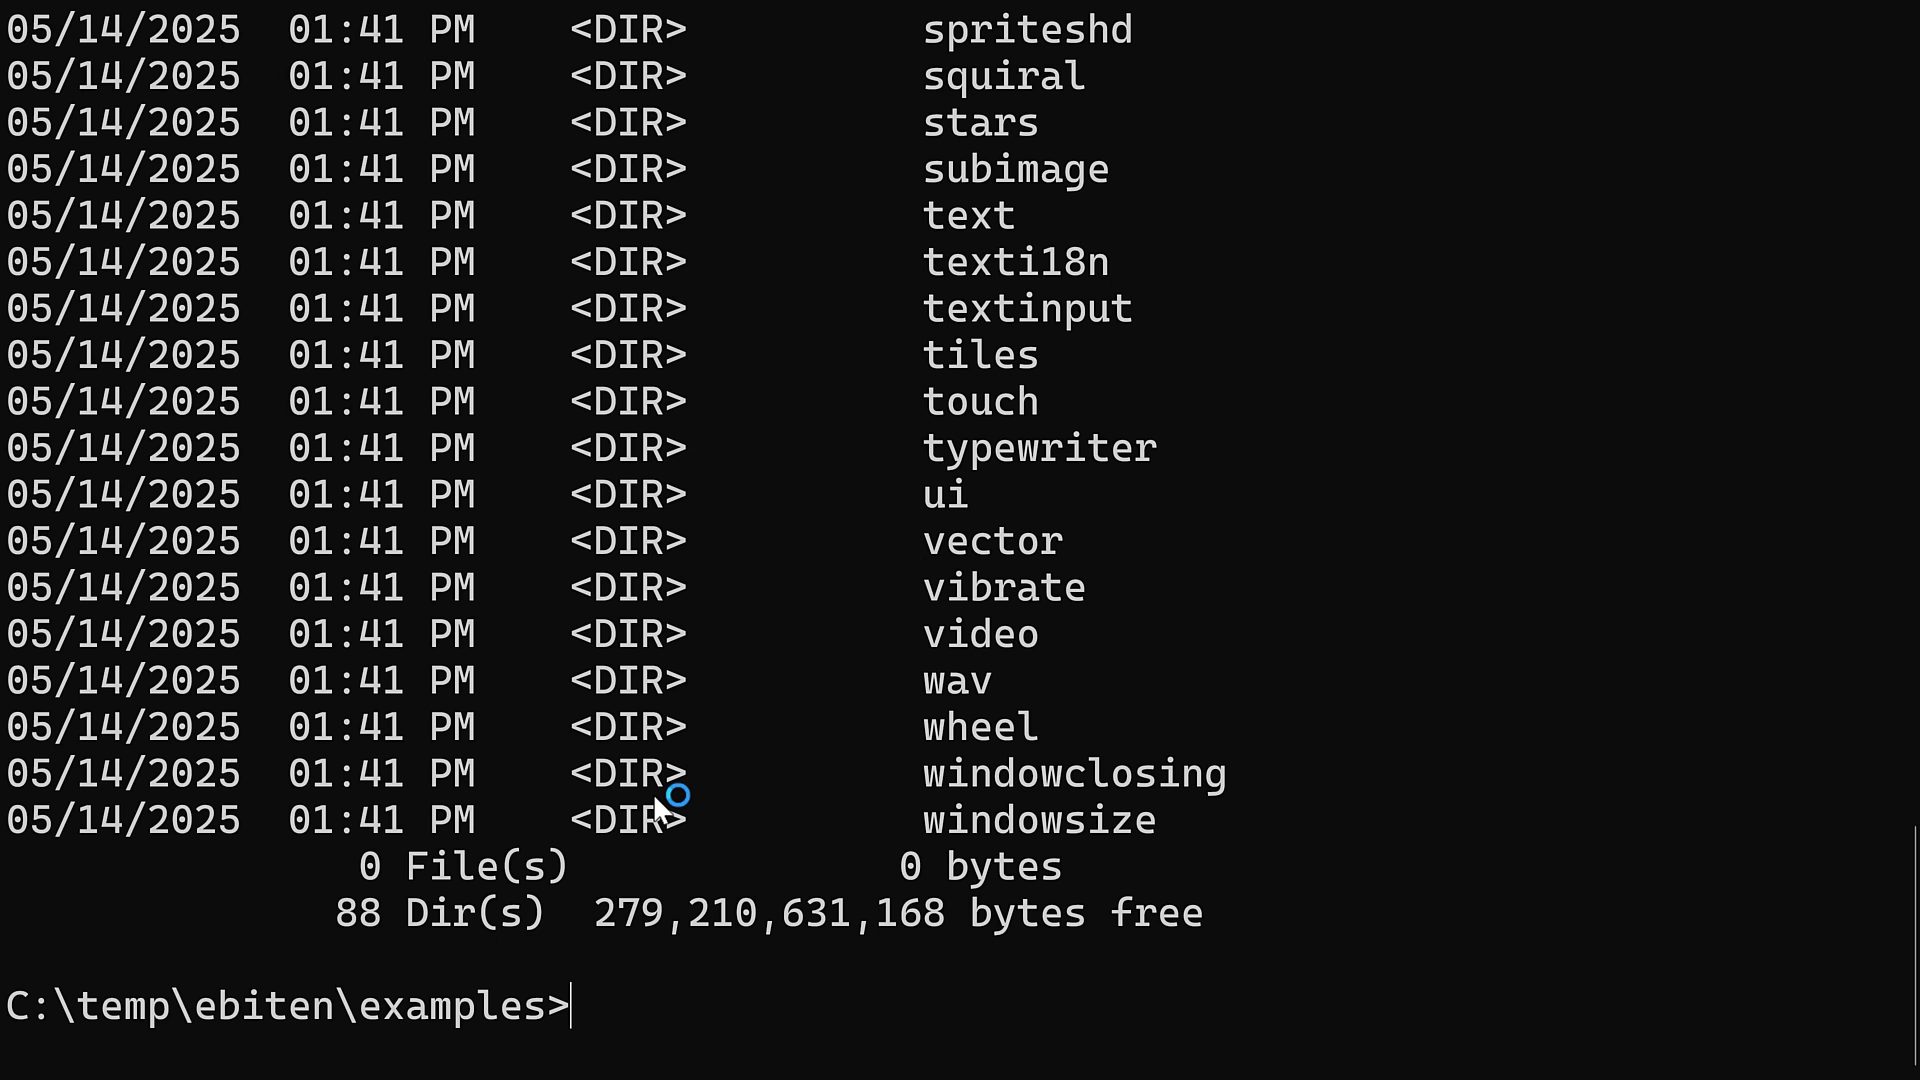 05/14/2025  01:41 PM    <DIR>          spriteshd
05/14/2025  01:41 PM    <DIR>          squiral
05/14/2025  01:41 PM    <DIR>          stars
05/14/2025  01:41 PM    <DIR>          subimage
05/14/2025  01:41 PM    <DIR>          text
05/14/2025  01:41 PM    <DIR>          texti18n
05/14/2025  01:41 PM    <DIR>          textinput
05/14/2025  01:41 PM    <DIR>          tiles
05/14/2025  01:41 PM    <DIR>          touch
05/14/2025  01:41 PM    <DIR>          typewriter
05/14/2025  01:41 PM    <DIR>          ui
05/14/2025  01:41 PM    <DIR>          vector
05/14/2025  01:41 PM    <DIR>          vibrate
05/14/2025  01:41 PM    <DIR>          video
05/14/2025  01:41 PM    <DIR>          wav
05/14/2025  01:41 PM    <DIR>          wheel
05/14/2025  01:41 PM    <DIR>          windowclosing
05/14/2025  01:41 PM    <DIR>          windowsize
               0 File(s)              0 bytes
              88 Dir(s)  279,210,631,168 bytes free
C:\temp\ebiten\examples>